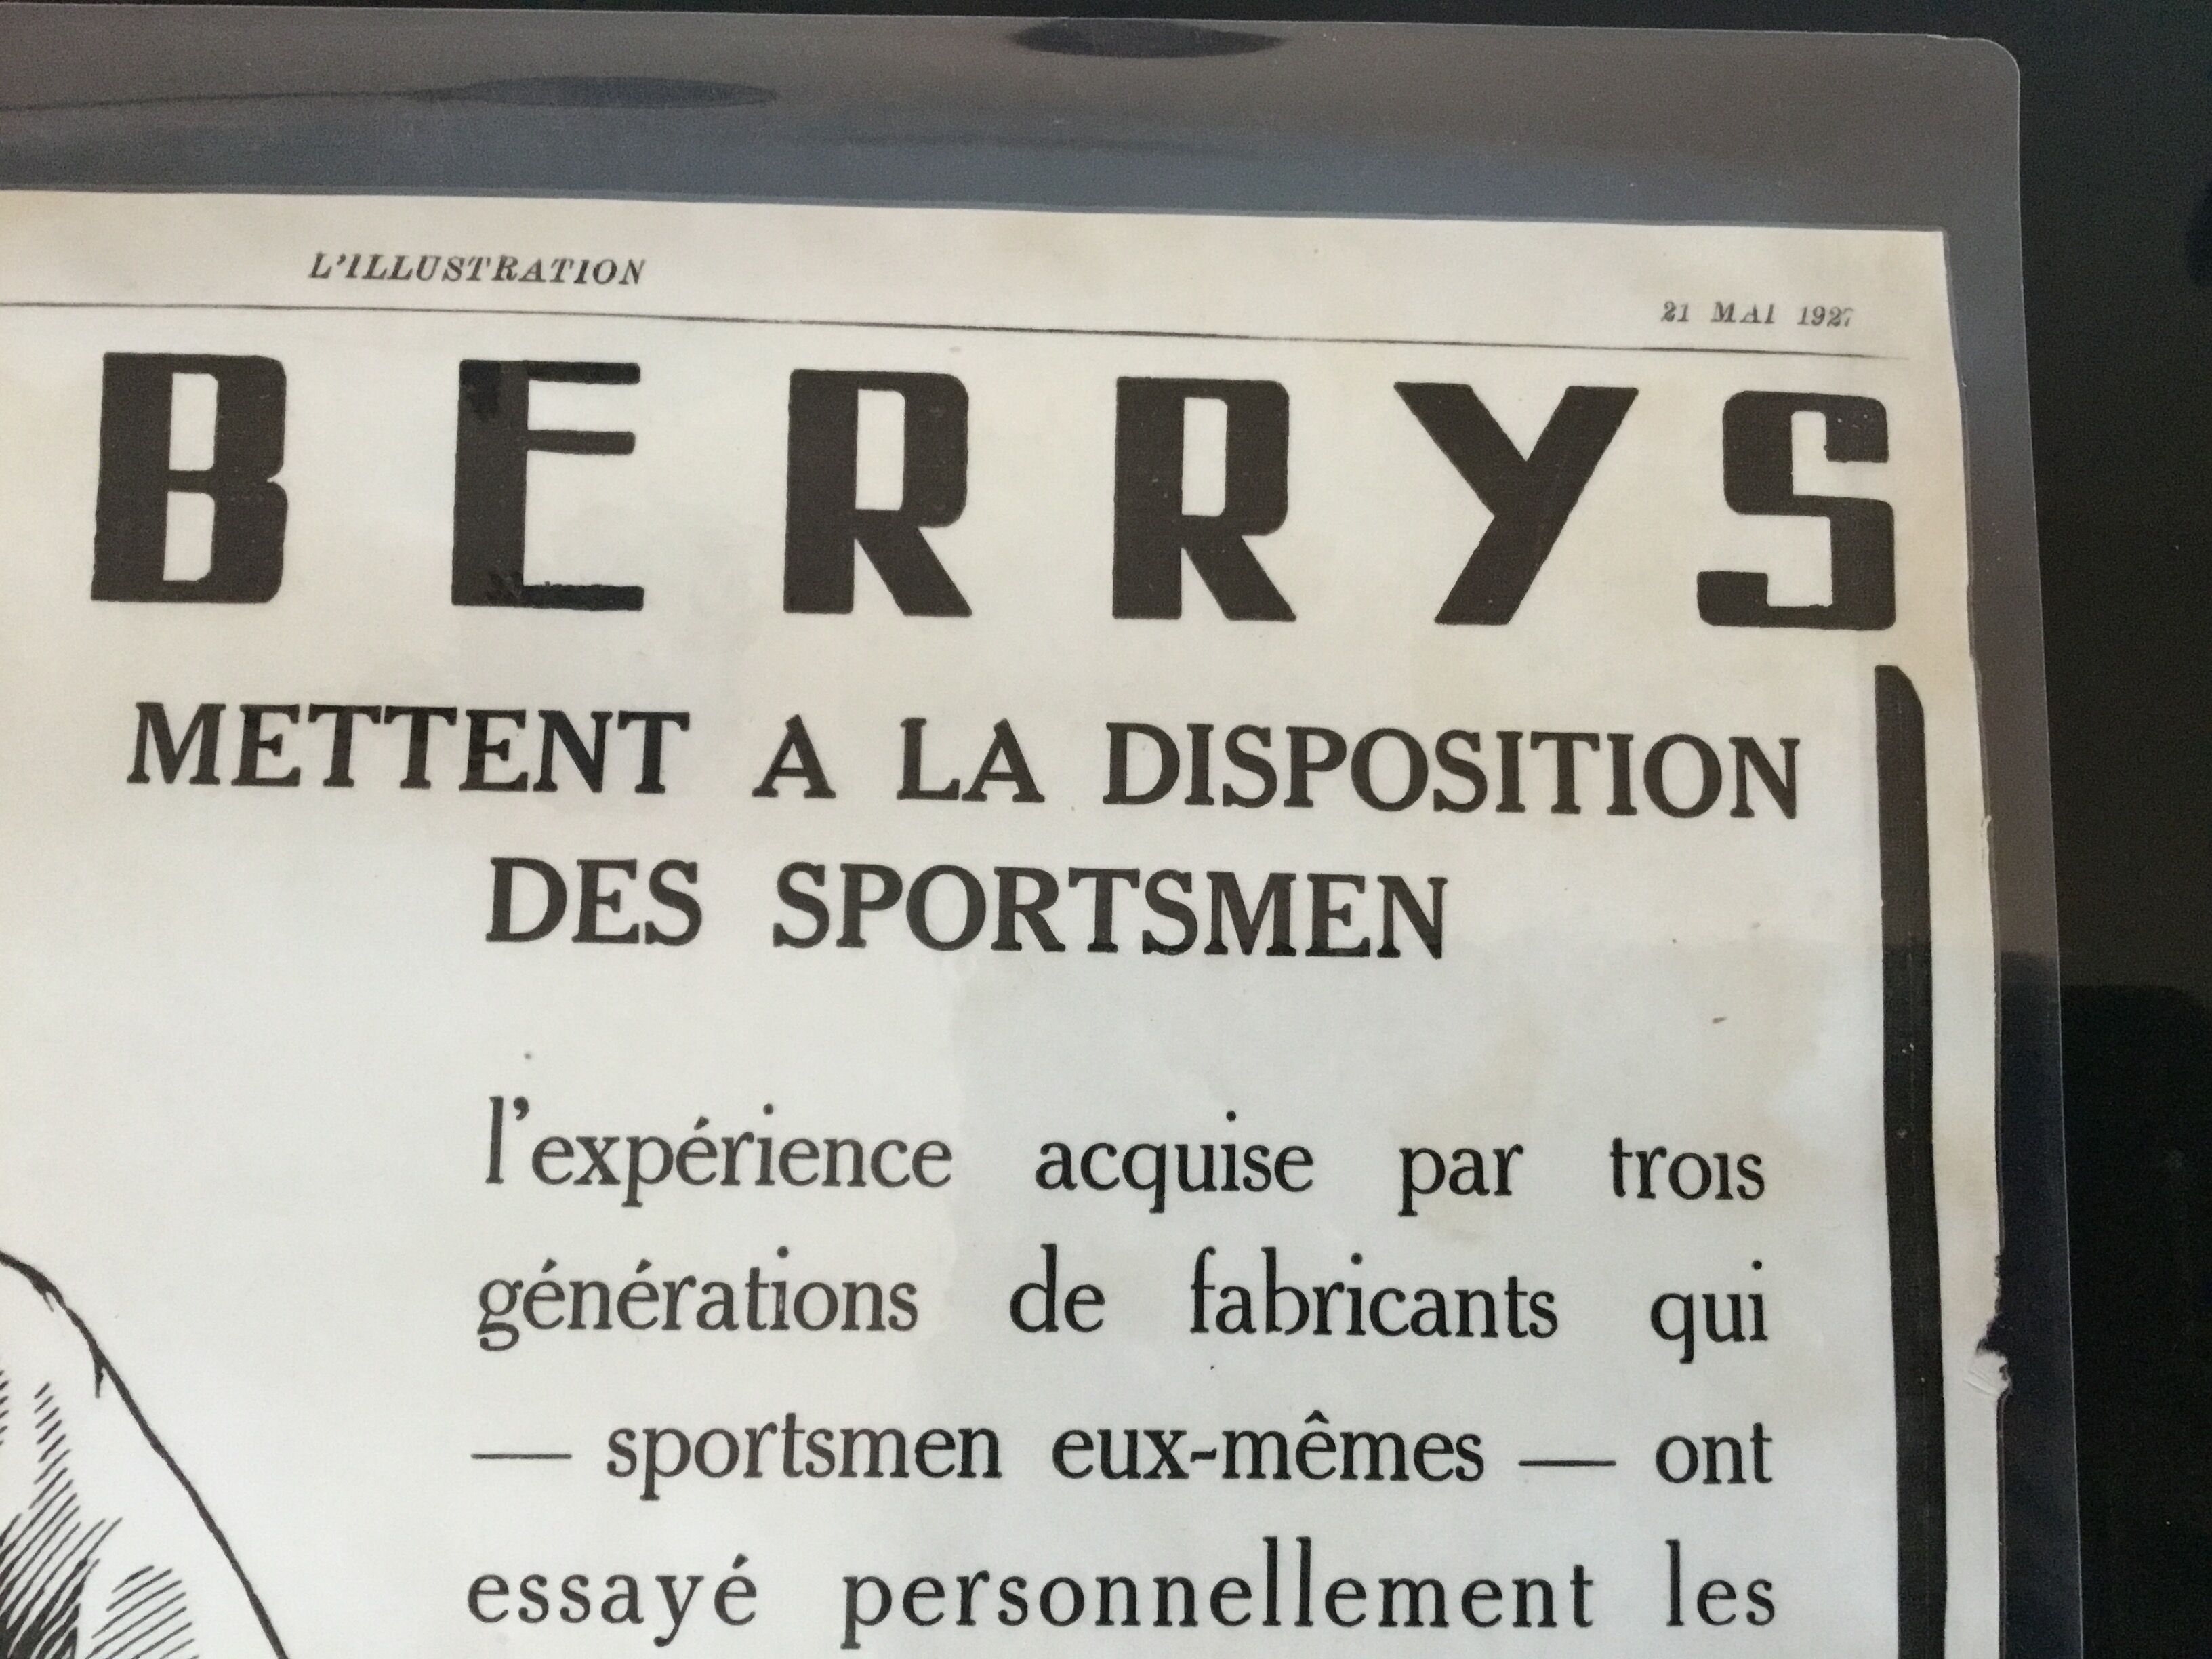 L'ILLUSTRATION
21 MAI 1927
BERRYS
METTENT A LA DISPOSITION
DES SPORTSMEN
l'expérience acquise par trois
générations de fabricants qui
— sportsmen eux-mêmes — ont
essayé personnellement les